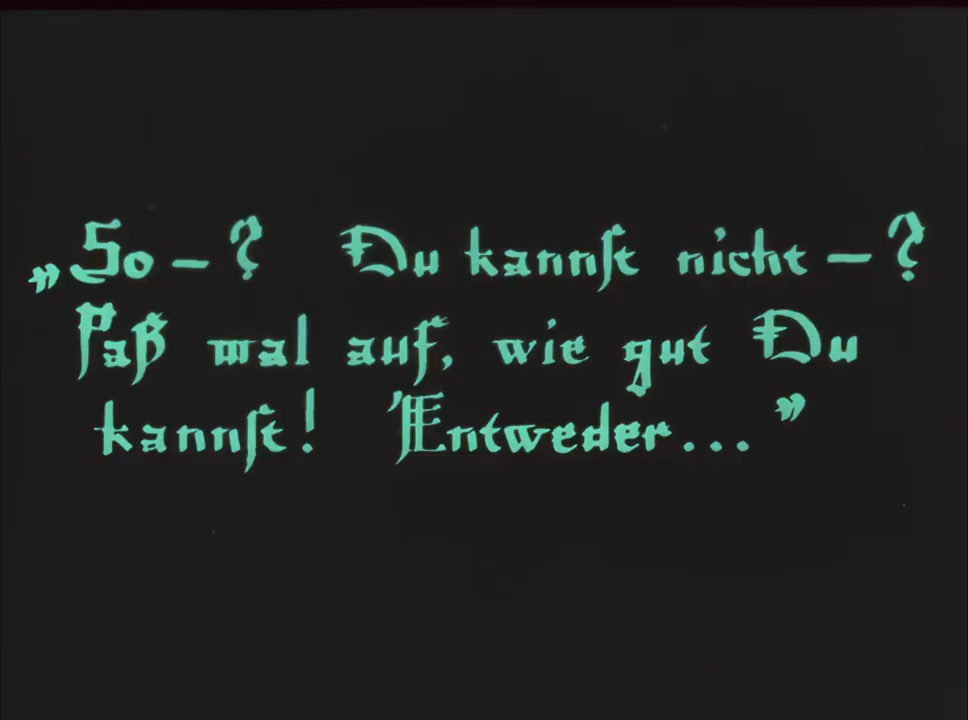 „So – ? Du kannſt nicht – ?
Paß mal auf, wie gut Du
kannſt! Entweder . . . ”